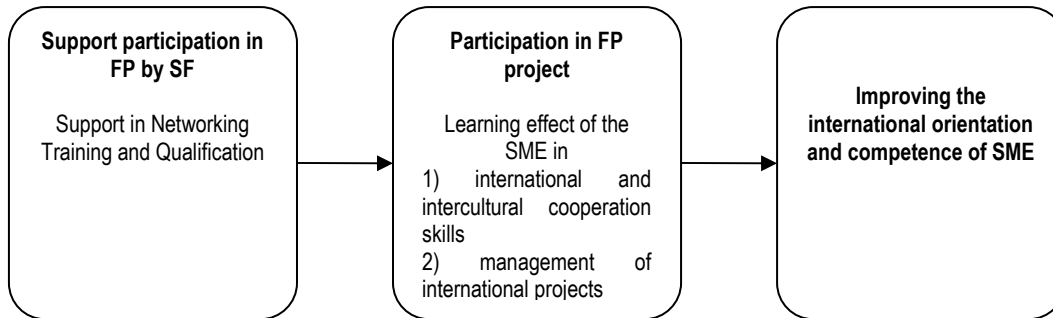 Support participation in
FP by SF
Support in Networking
Training and Qualification
Participation in FP
project
Learning effect of the
SME in
1) international and
intercultural cooperation
skills
2) management of
international projects
Improving the
international orientation
and competence of SME